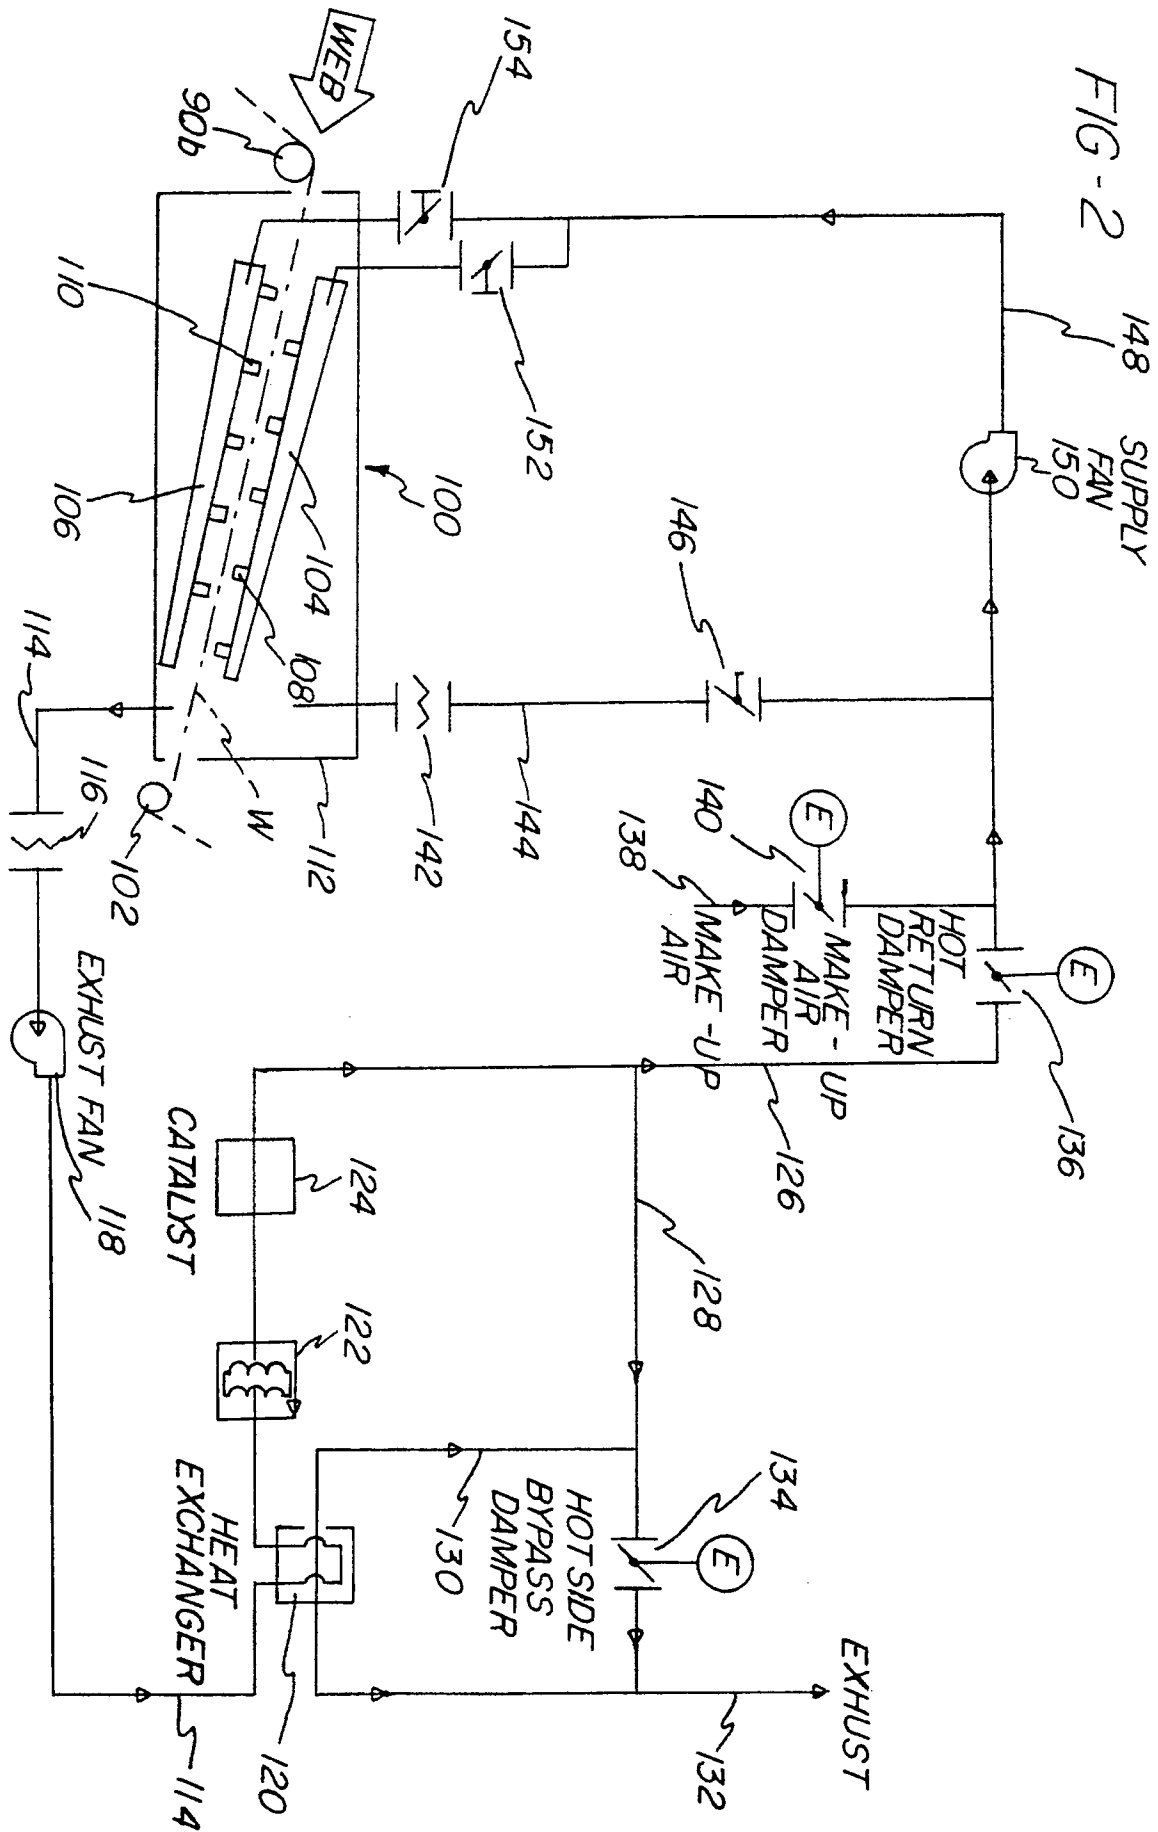 FIG-2
148
SUPPLY
FAN
150
154
WEB
90b
152
100
146
110
106
104
108
114
116
W
102
112
142
144
140
138
E
MAKE-UP
AIR
MAKE-UP
AIR
DAMPER
HOT
RETURN
DAMPER
E
136
EXHUST FAN
118
126
128
124
CATALYST
122
HEAT
EXCHANGER
130
HOT SIDE
BYPASS
DAMPER
134
E
120
114
132
EXHUST